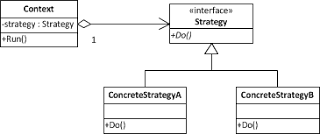 Context
-strategy : Strategy
+Run()
1
«interface»
Strategy
+Do()
ConcreteStrategyA
+Do()
ConcreteStrategyB
+Do()